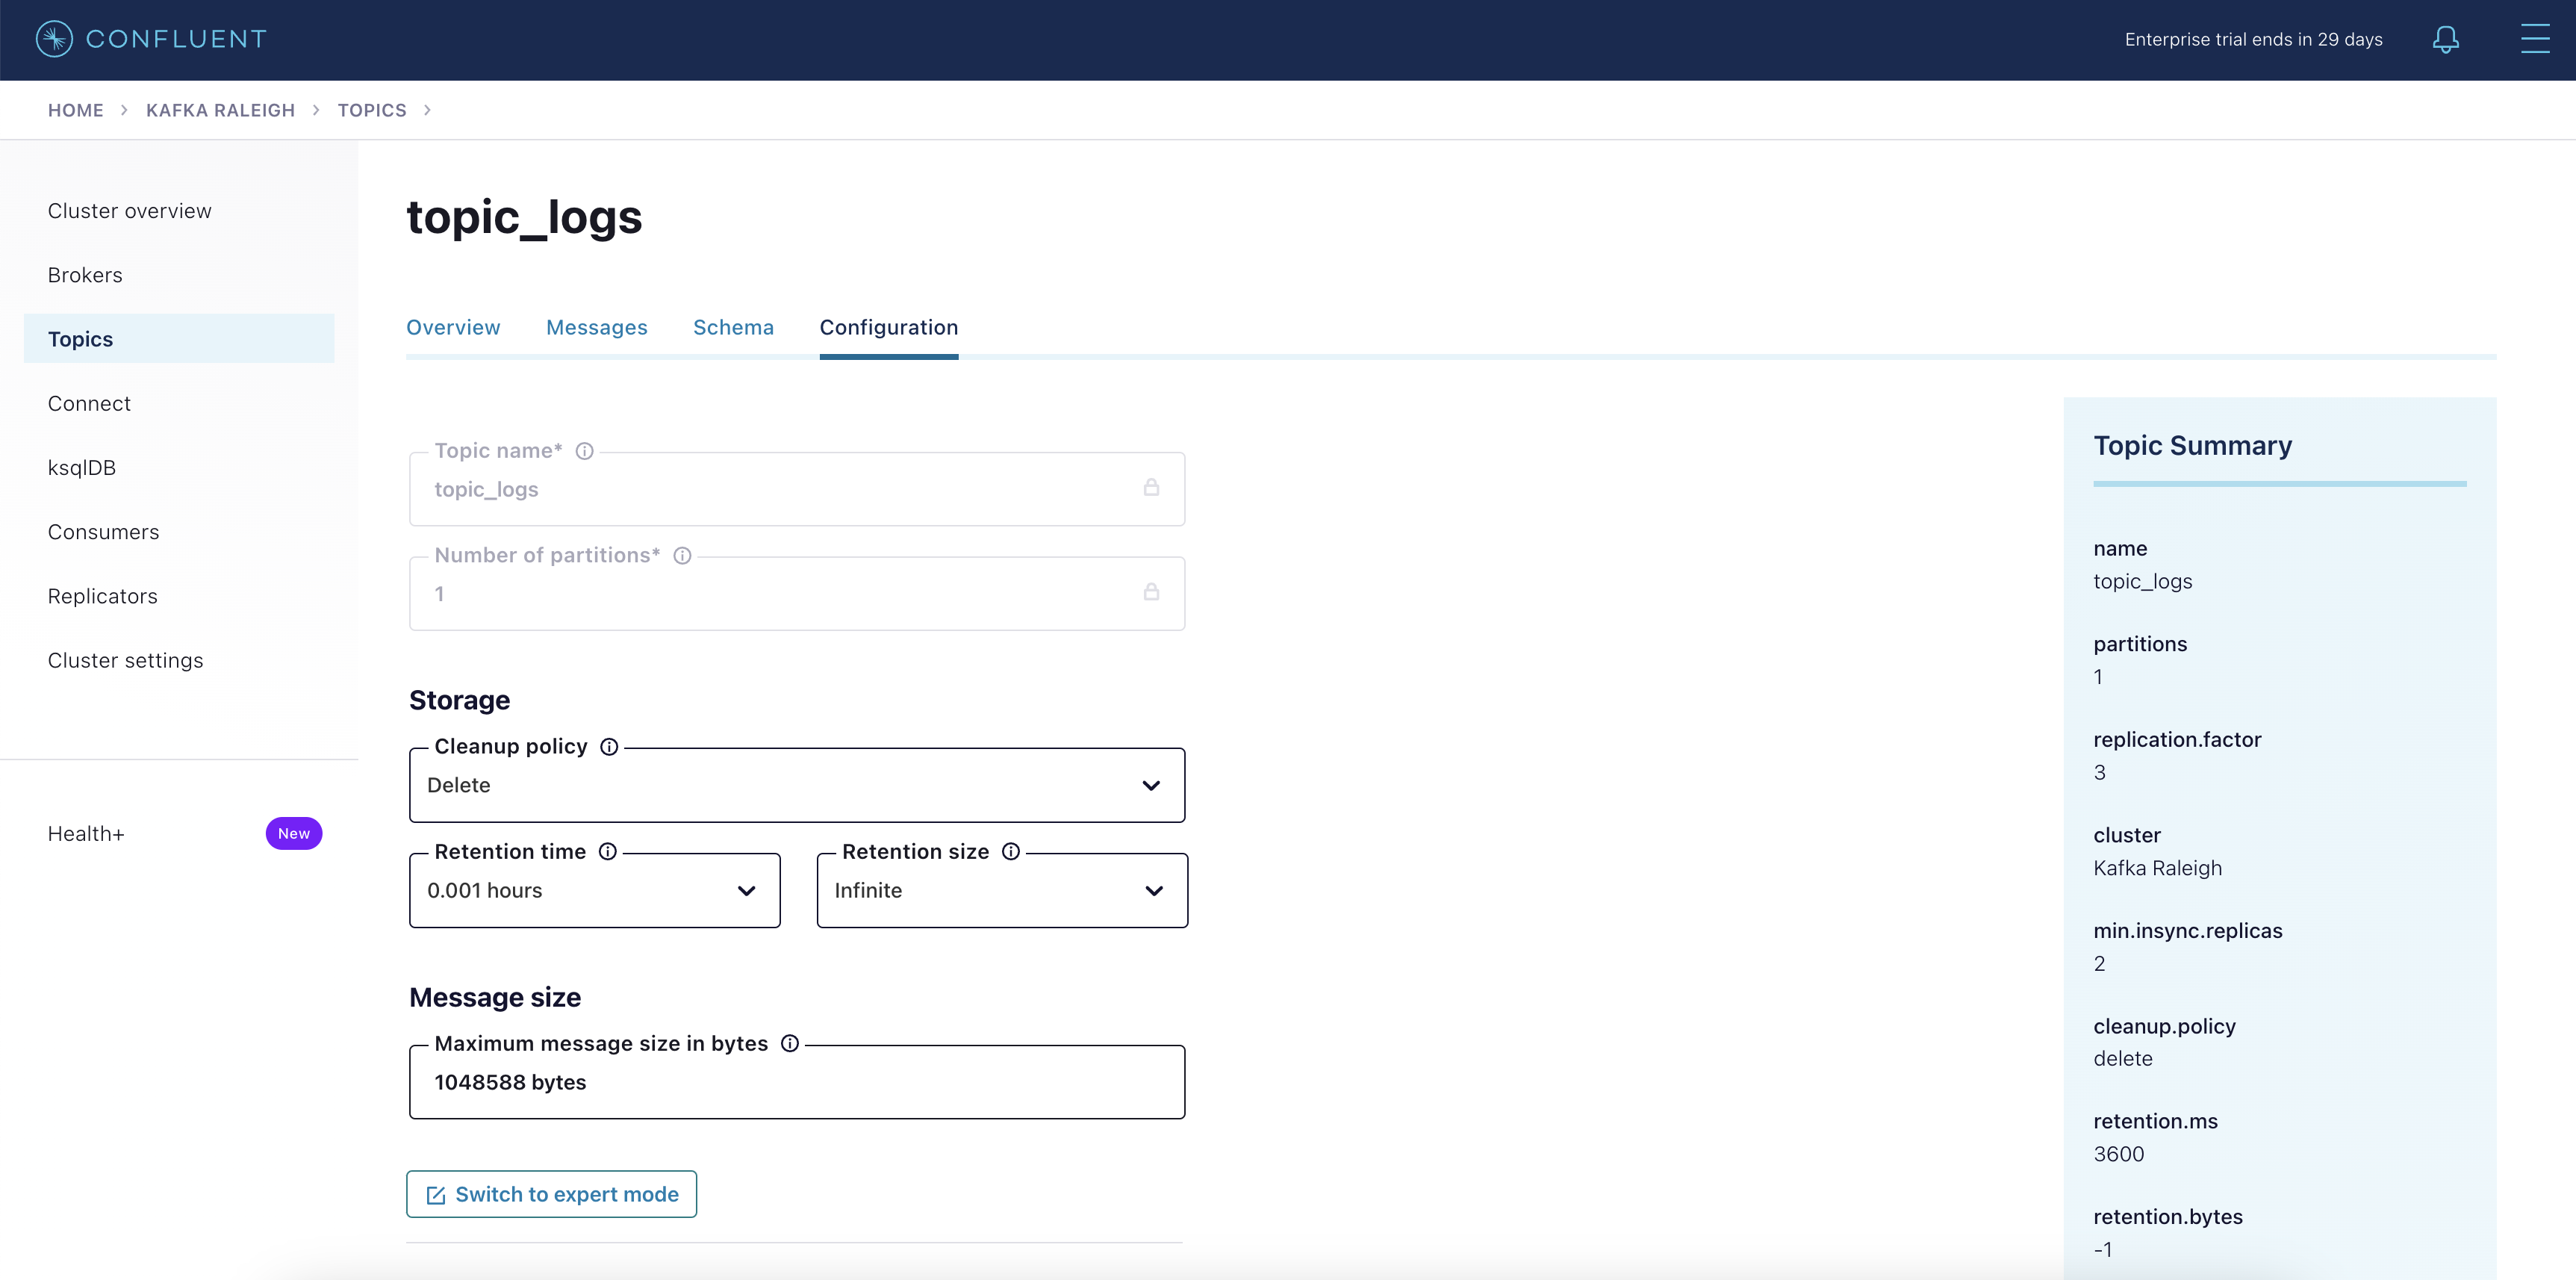 CONFLUENT
Enterprise trial ends in 29 days
HOME > KAFKA RALEIGH > TOPICS >
Cluster overview
Brokers
Topics
Connect
ksqlDB
Consumers
Replicators
Cluster settings
Health+ New
topic_logs
Overview Messages Schema Configuration
Topic name*
topic_logs
Number of partitions*
1
Storage
Cleanup policy
Delete
Retention time
0.001 hours
Retention size
Infinite
Message size
Maximum message size in bytes
1048588 bytes
Switch to expert mode
Topic Summary
name
topic_logs
partitions
1
replication.factor
3
cluster
Kafka Raleigh
min.insync.replicas
2
cleanup.policy
delete
retention.ms
3600
retention.bytes
-1